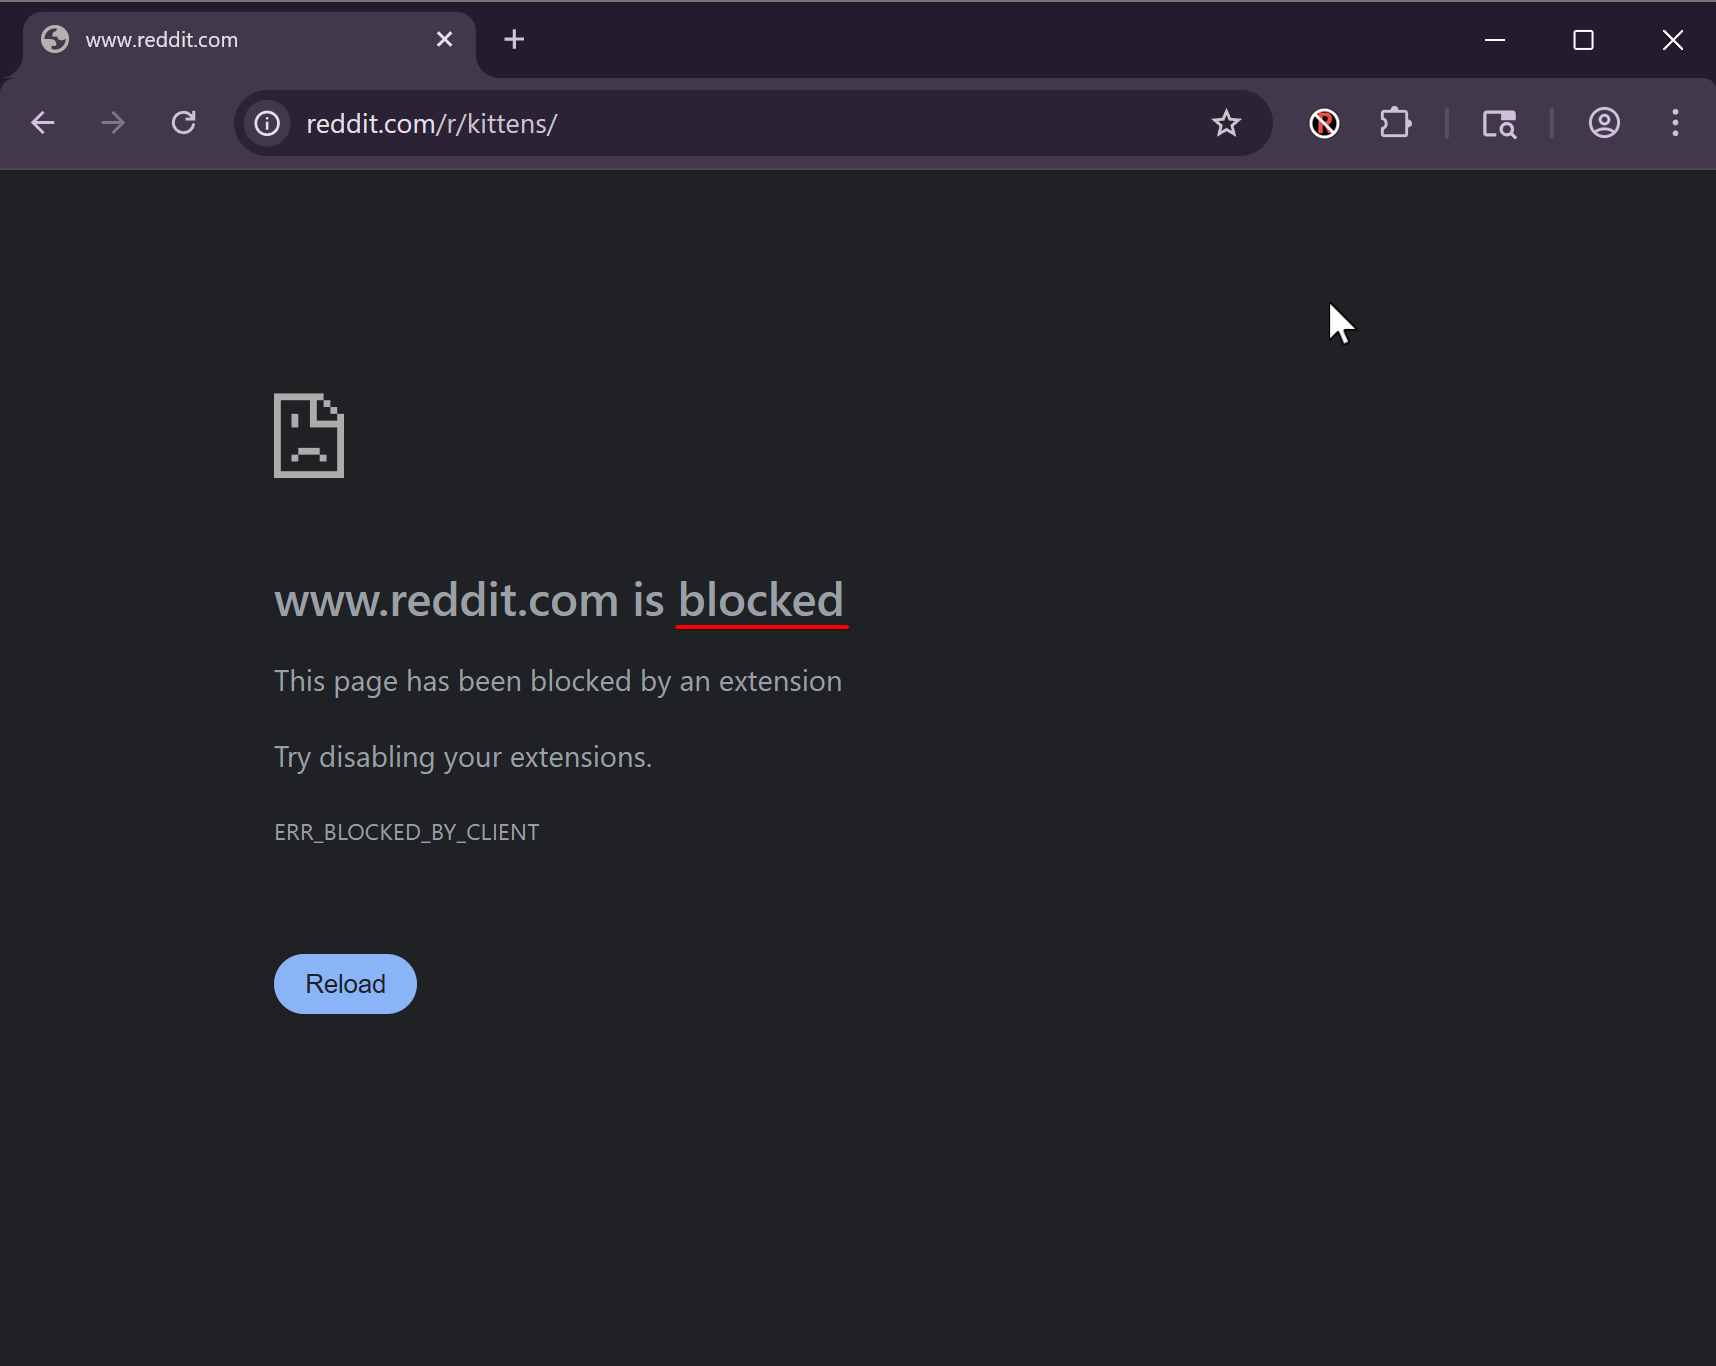 www.reddit.com
reddit.com/r/kittens/
R
www.reddit.com is blocked
This page has been blocked by an extension
Try disabling your extensions.
ERR_BLOCKED_BY_CLIENT
Reload